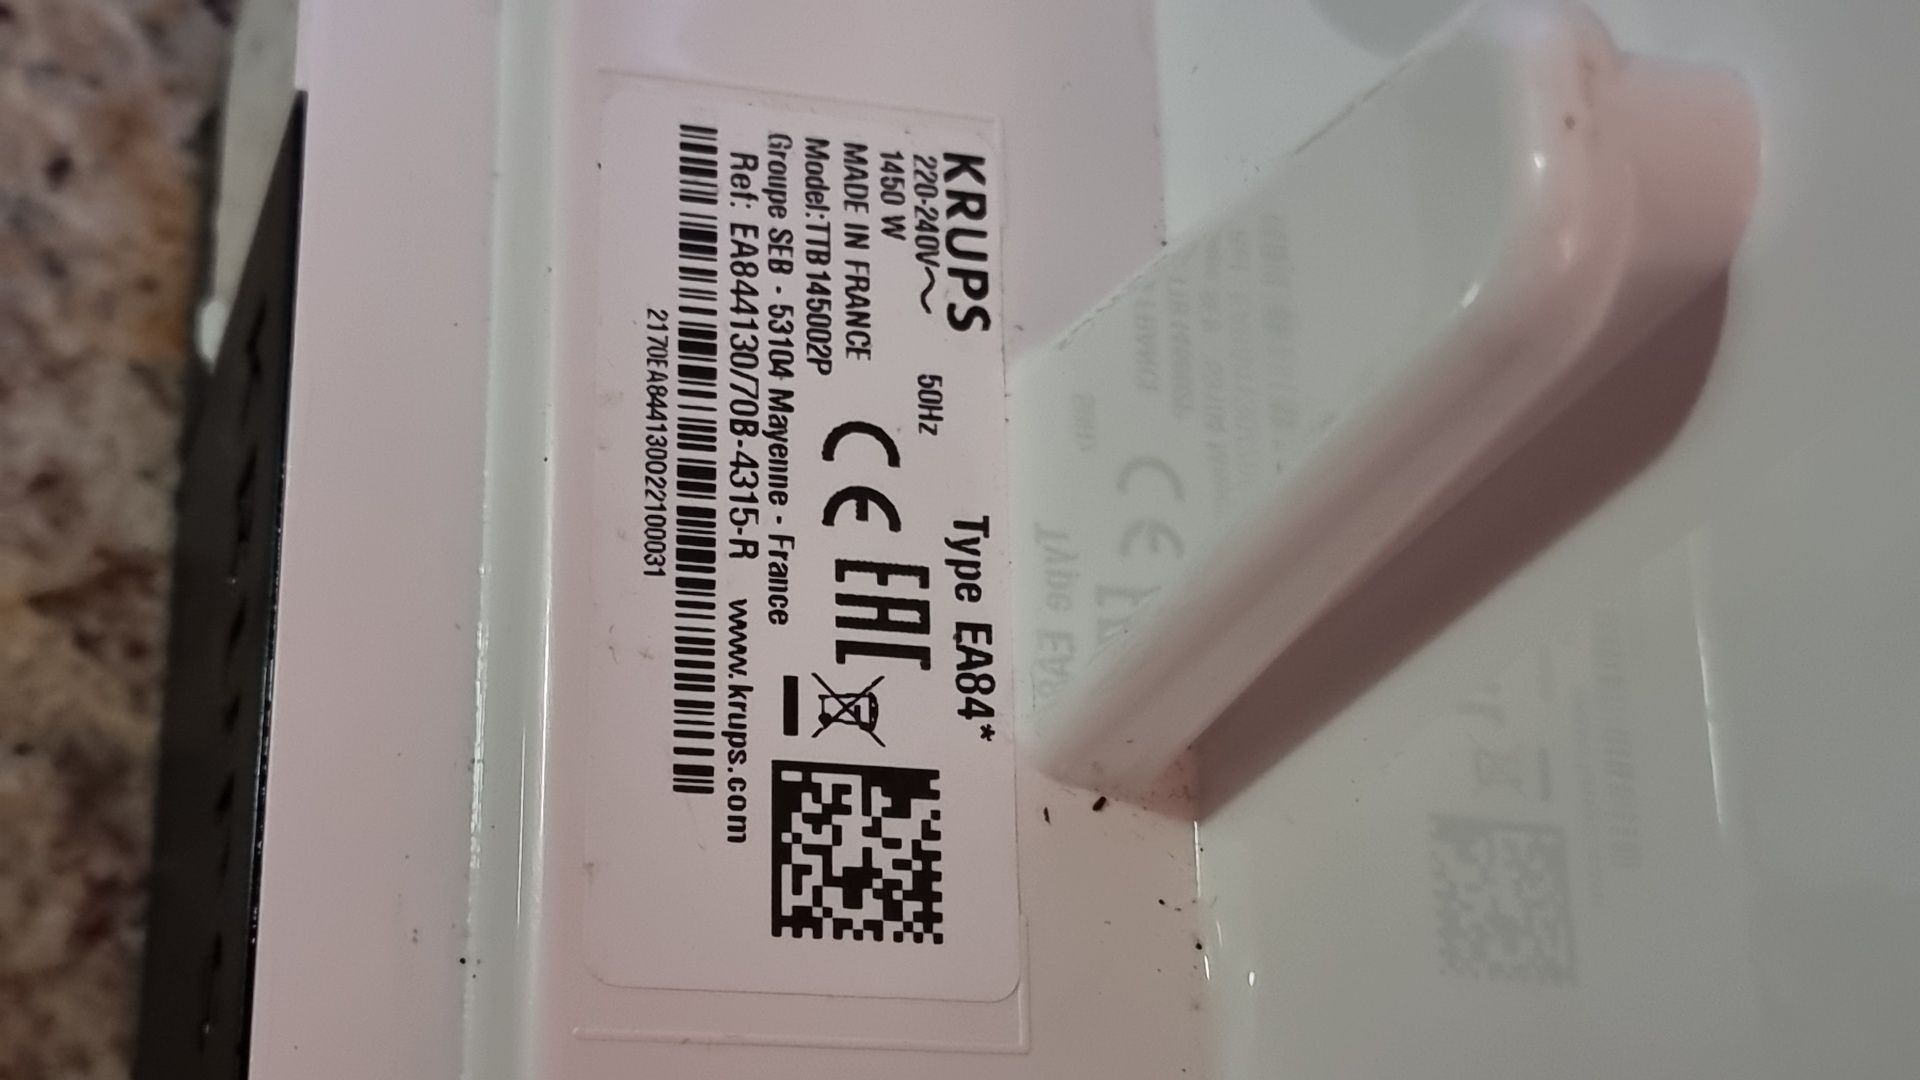 KRUPS Type EA84*
220-240V~ 50Hz
1450 W
MADE IN FRANCE CE EAC
Model:TTB145002P
Groupe SEB - 53104 Mayenne - France
Ref: EA844130/70B-4315-R www.krups.com
2170EA84413002210031